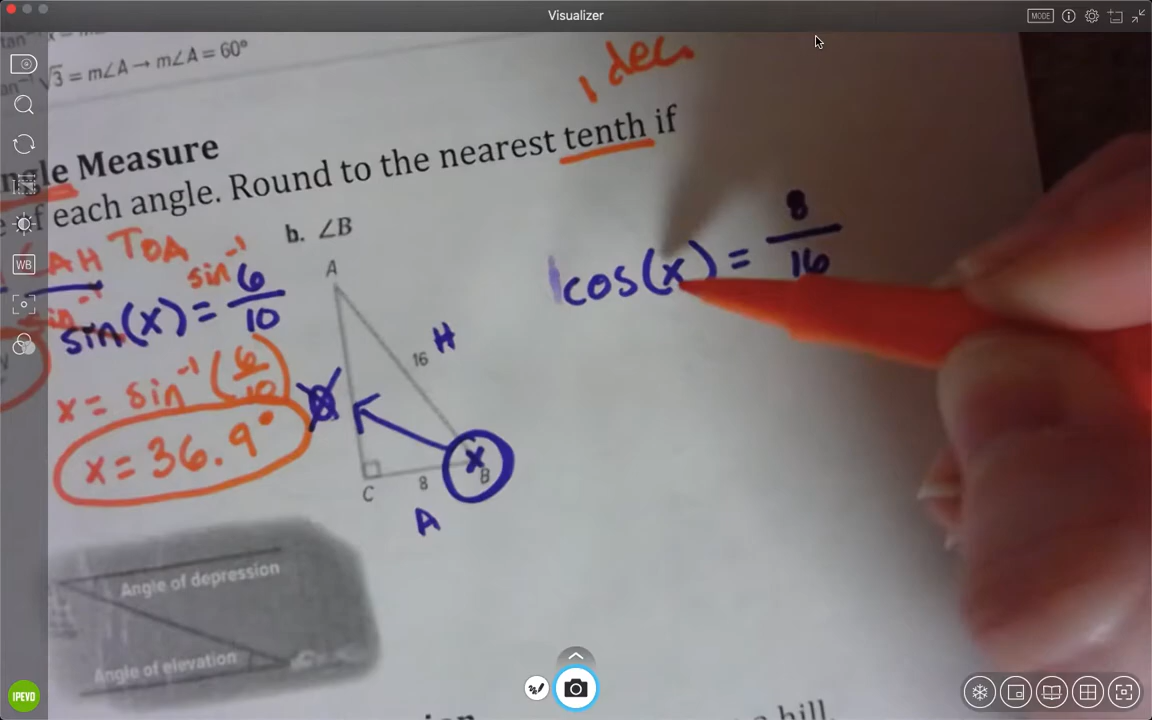 Visualizer
MODE
√3 = m∠A → m∠A = 60°
1 dec.
Measure
of each angle. Round to the nearest tenth if
b. ∠B
AH TOA
sin⁻¹
sin(x) = 6/10
x = sin⁻¹(6/10)
x = 36.9°
A
16 H
X
B
C 8
A
cos(x) = 8/16
WB
Angle of depression
Angle of elevation
IPEVO
hill.